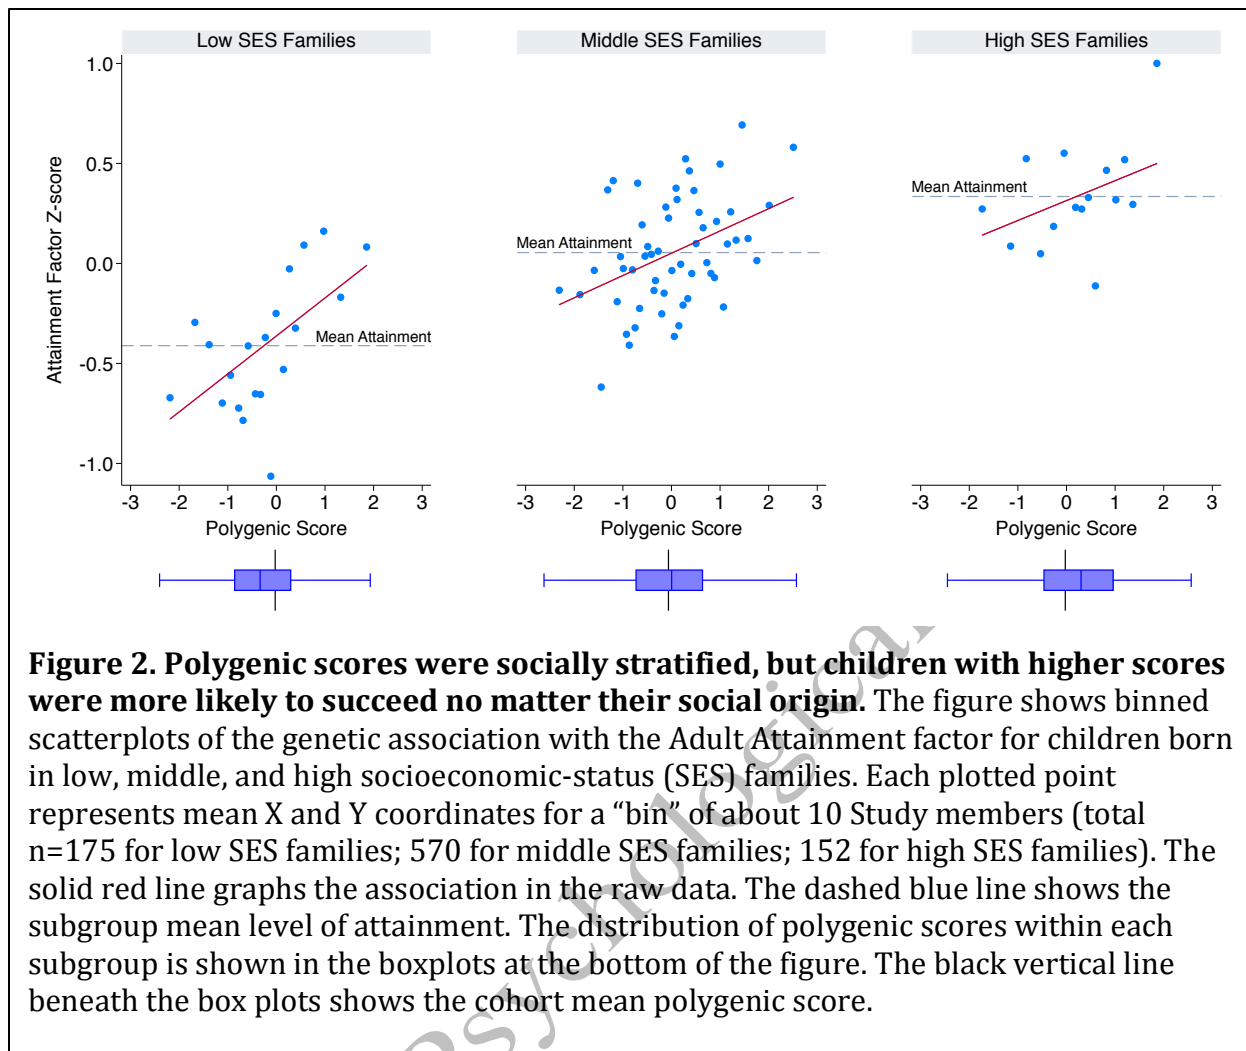 Low SES Families
Middle SES Families
High SES Families
Attainment Factor Z-score
1.0
0.5
0.0
-0.5
-1.0
Mean Attainment
Mean Attainment
Mean Attainment
-3 -2 -1 0 1 2 3
-3 -2 -1 0 1 2 3
-3 -2 -1 0 1 2 3
Polygenic Score
Polygenic Score
Polygenic Score
Figure 2. Polygenic scores were socially stratified, but children with higher scores
were more likely to succeed no matter their social origin. The figure shows binned
scatterplots of the genetic association with the Adult Attainment factor for children born
in low, middle, and high socioeconomic-status (SES) families. Each plotted point
represents mean X and Y coordinates for a “bin” of about 10 Study members (total
n=175 for low SES families; 570 for middle SES families; 152 for high SES families). The
solid red line graphs the association in the raw data. The dashed blue line shows the
subgroup mean level of attainment. The distribution of polygenic scores within each
subgroup is shown in the boxplots at the bottom of the figure. The black vertical line
beneath the box plots shows the cohort mean polygenic score.
Psychological